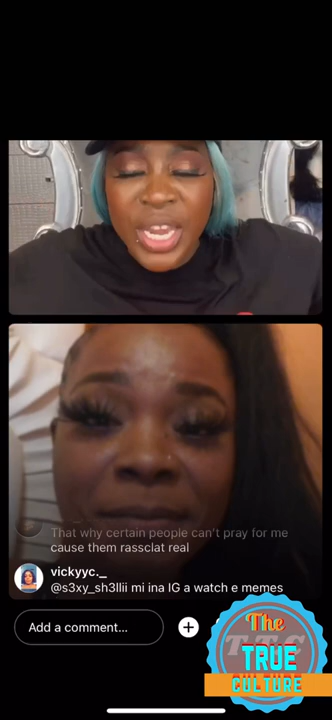 That why certain people can't pray for me
cause them rassclat real
vickyyc._
@s3xy_sh3llii mi ina IG a watch e memes
Add a comment...
The
TTC
TRUE
CULTURE